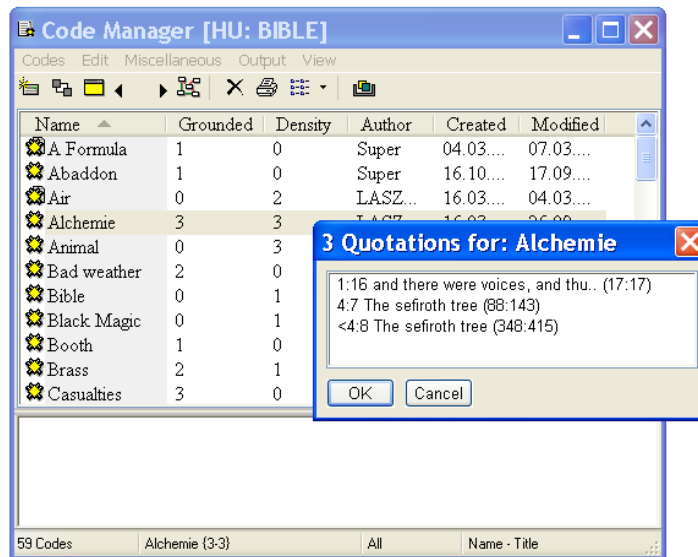 Code Manager [HU: BIBLE]
Codes Edit Miscellaneous Output View
Name Grounded Density Author Created Modified
A Formula 1 0 Super 04.03.... 07.03....
Abaddon 1 0 Super 16.10.... 17.09....
Air 0 2 LASZ... 16.03.... 04.03....
Alchemie 3 3
Animal 0 3
Bad weather 2 0
Bible 0 1
Black Magic 0 1
Booth 1 0
Brass 2 1
Casualties 3 0
3 Quotations for: Alchemie
1:16 and there were voices, and thu.. (17:17)
4:7 The sefiroth tree (88:143)
<4:8 The sefiroth tree (348:415)
OK Cancel
59 Codes Alchemie {3-3} All Name - Title